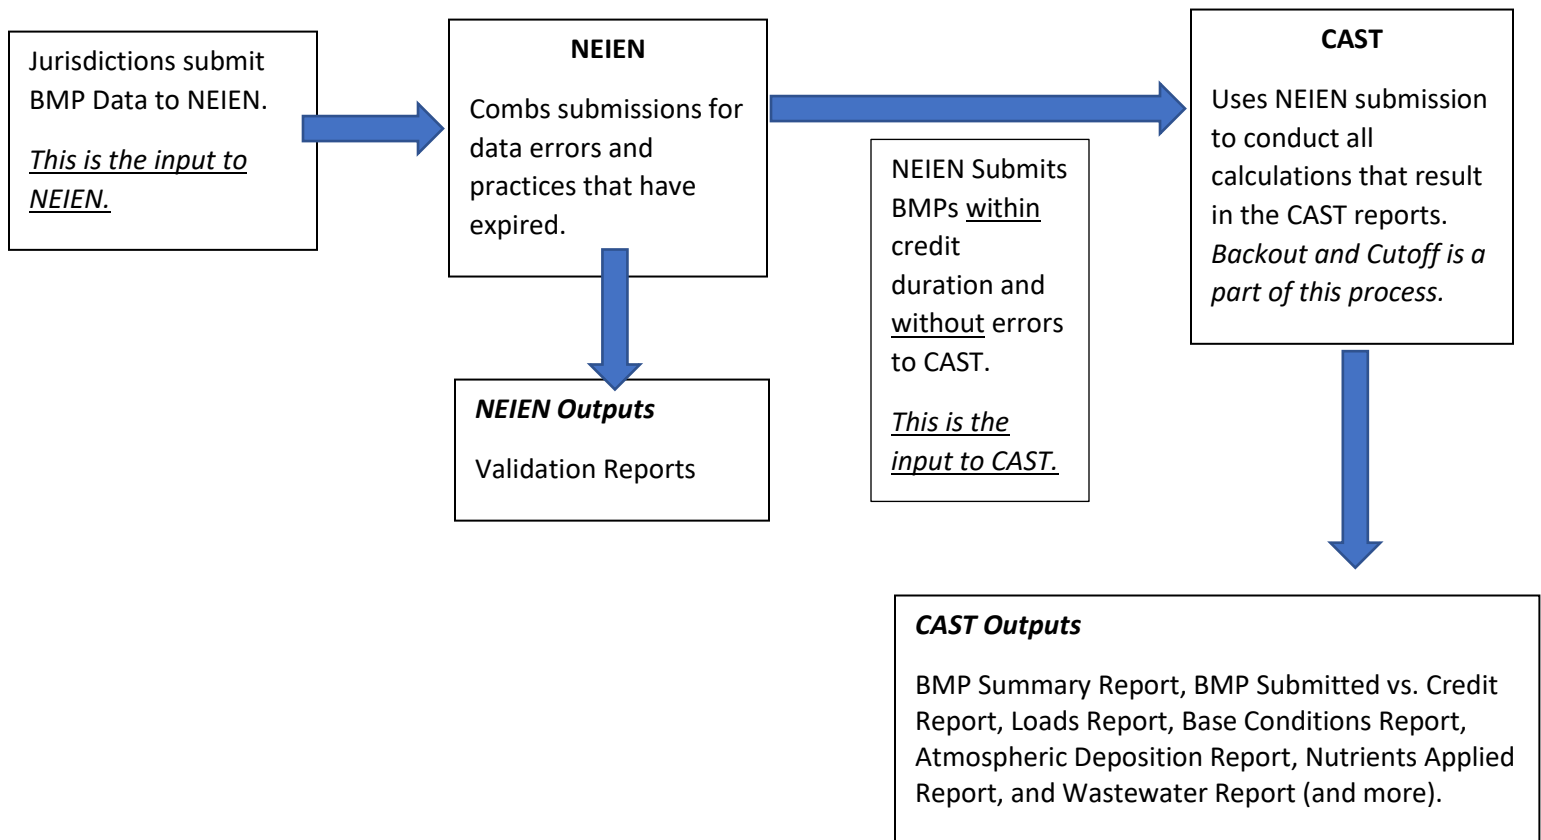 Jurisdictions submit
BMP Data to NEIEN.
This is the input to
NEIEN.
NEIEN
Combs submissions for
data errors and
practices that have
expired.
NEIEN Outputs
Validation Reports
NEIEN Submits
BMPs within
credit
duration and
without errors
to CAST.
This is the
input to CAST.
CAST
Uses NEIEN submission
to conduct all
calculations that result
in the CAST reports.
Backout and Cutoff is a
part of this process.
CAST Outputs
BMP Summary Report, BMP Submitted vs. Credit
Report, Loads Report, Base Conditions Report,
Atmospheric Deposition Report, Nutrients Applied
Report, and Wastewater Report (and more).